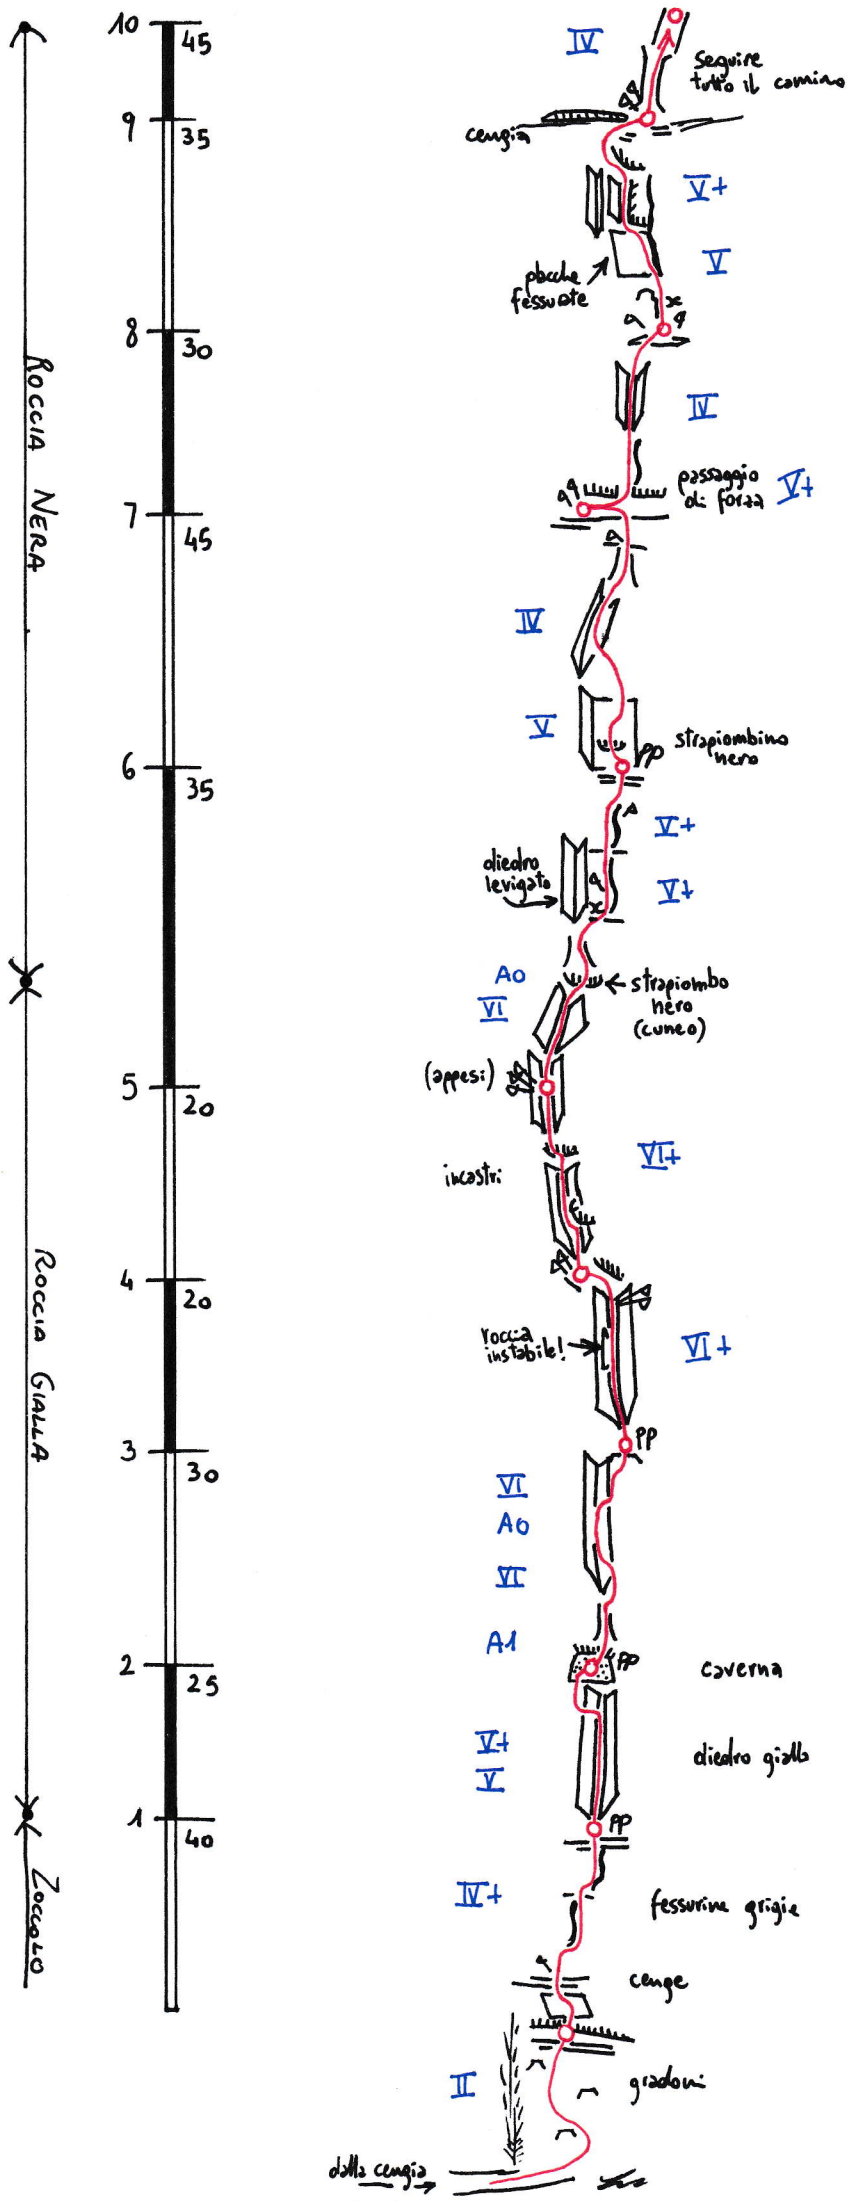 10
45
IV
seguire
tutto il camino
9
35
cengia
V+
V
placche
fessurate
8
30
IV
passaggio
di forza
V+
7
45
IV
V
strapiombino
nero
PP
6
35
V+
diedro
levigato
V+
A0
VI
strapiombo
nero
(cuneo)
(appesi)
5
20
VI+
incastri
4
20
roccia
instabile!
VI+
PP
3
30
VI
A0
VI
A1
PP
2
25
caverna
V+
V
diedro giallo
PP
1
40
IV+
fessurine grigie
cenge
II
gradoni
dalla cengia
ROCCIA NERA
ROCCIA GIALLA
ZOCCOLO